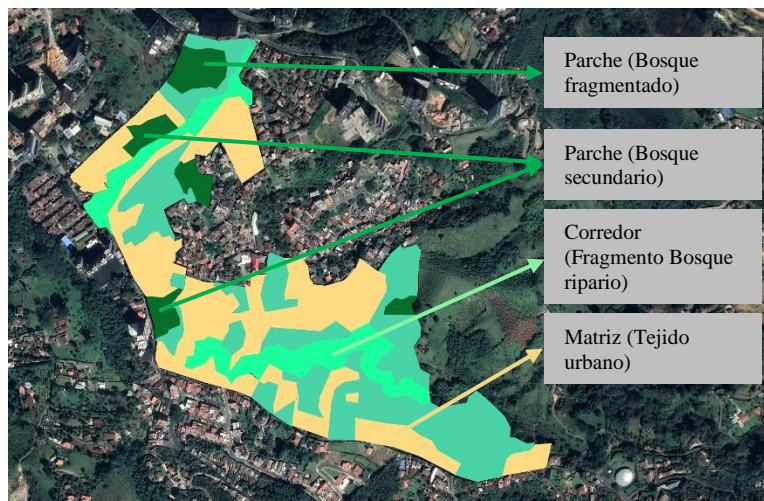 Parche (Bosque
fragmentado)
Parche (Bosque
secundario)
Corredor
(Fragmento Bosque
ripario)
Matriz (Tejido
urbano)